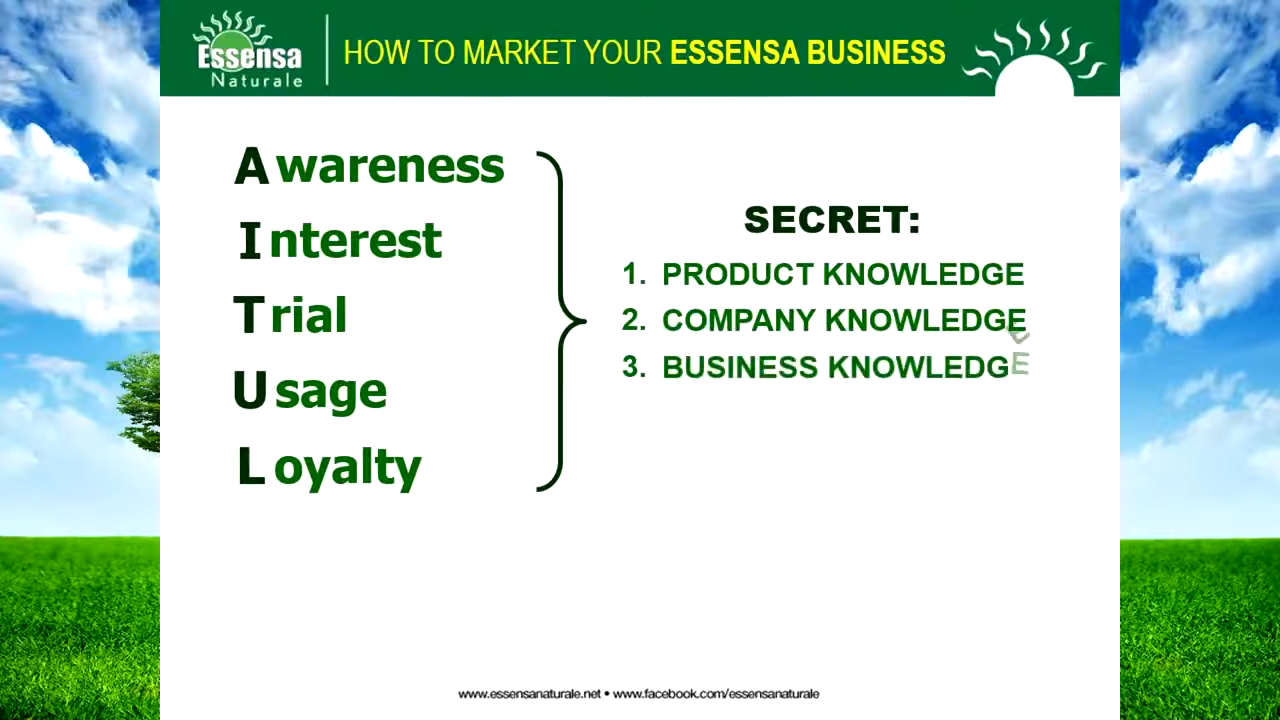 Essensa
Naturale
HOW TO MARKET YOUR ESSENSA BUSINESS
Awareness
Interest
Trial
Usage
Loyalty
SECRET:
1. PRODUCT KNOWLEDGE
2. COMPANY KNOWLEDGE
3. BUSINESS KNOWLEDGE
www.essensanaturale.net • www.facebook.com/essensanaturale